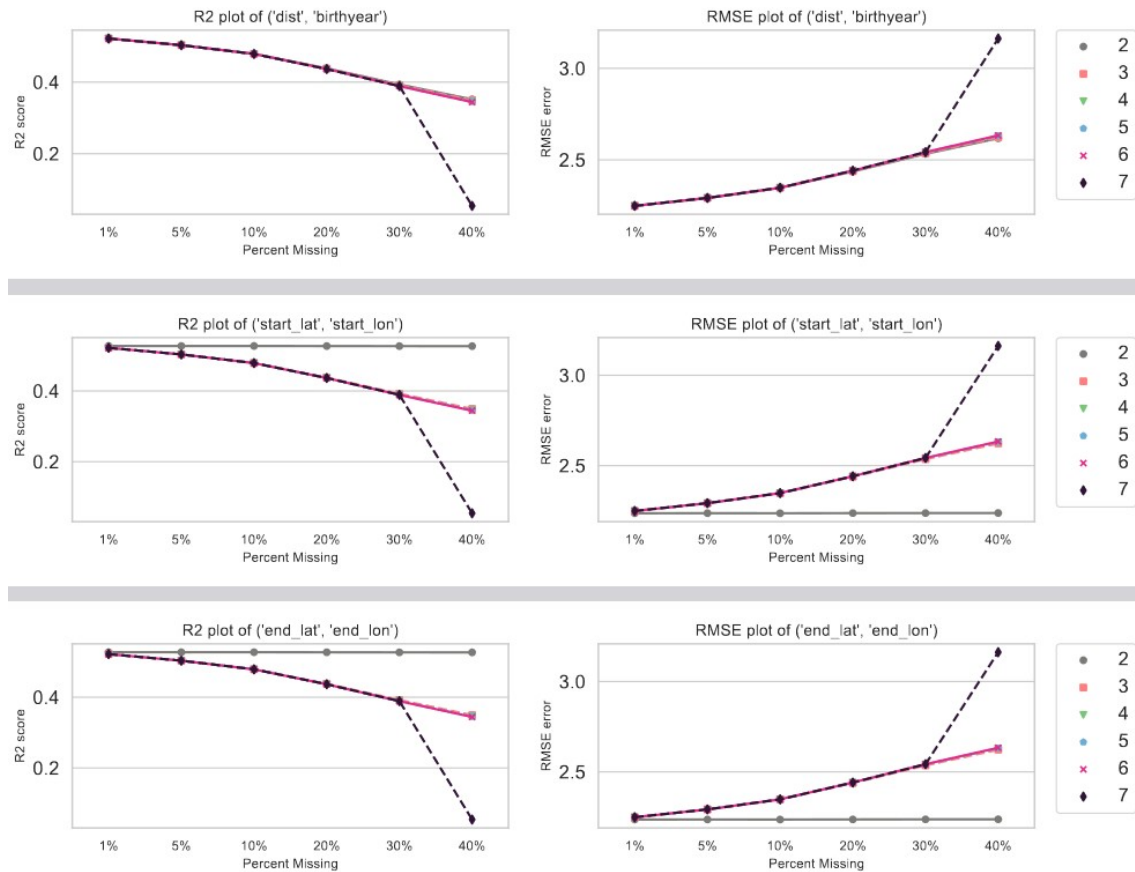 R2 plot of ('dist', 'birthyear')
R2 score
0.4
0.2
1% 5% 10% 20% 30% 40%
Percent Missing
RMSE plot of ('dist', 'birthyear')
RMSE error
3.0
2.5
1% 5% 10% 20% 30% 40%
Percent Missing
2
3
4
5
6
7
R2 plot of ('start_lat', 'start_lon')
R2 score
0.4
0.2
1% 5% 10% 20% 30% 40%
Percent Missing
RMSE plot of ('start_lat', 'start_lon')
RMSE error
3.0
2.5
1% 5% 10% 20% 30% 40%
Percent Missing
2
3
4
5
6
7
R2 plot of ('end_lat', 'end_lon')
R2 score
0.4
0.2
1% 5% 10% 20% 30% 40%
Percent Missing
RMSE plot of ('end_lat', 'end_lon')
RMSE error
3.0
2.5
1% 5% 10% 20% 30% 40%
Percent Missing
2
3
4
5
6
7